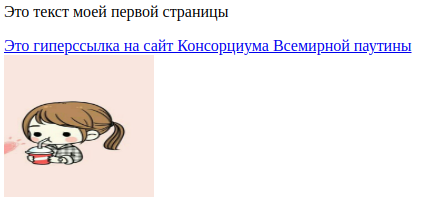 Это текст моей первой страницы
Это гиперссылка на сайт Консорциума Всемирной паутины